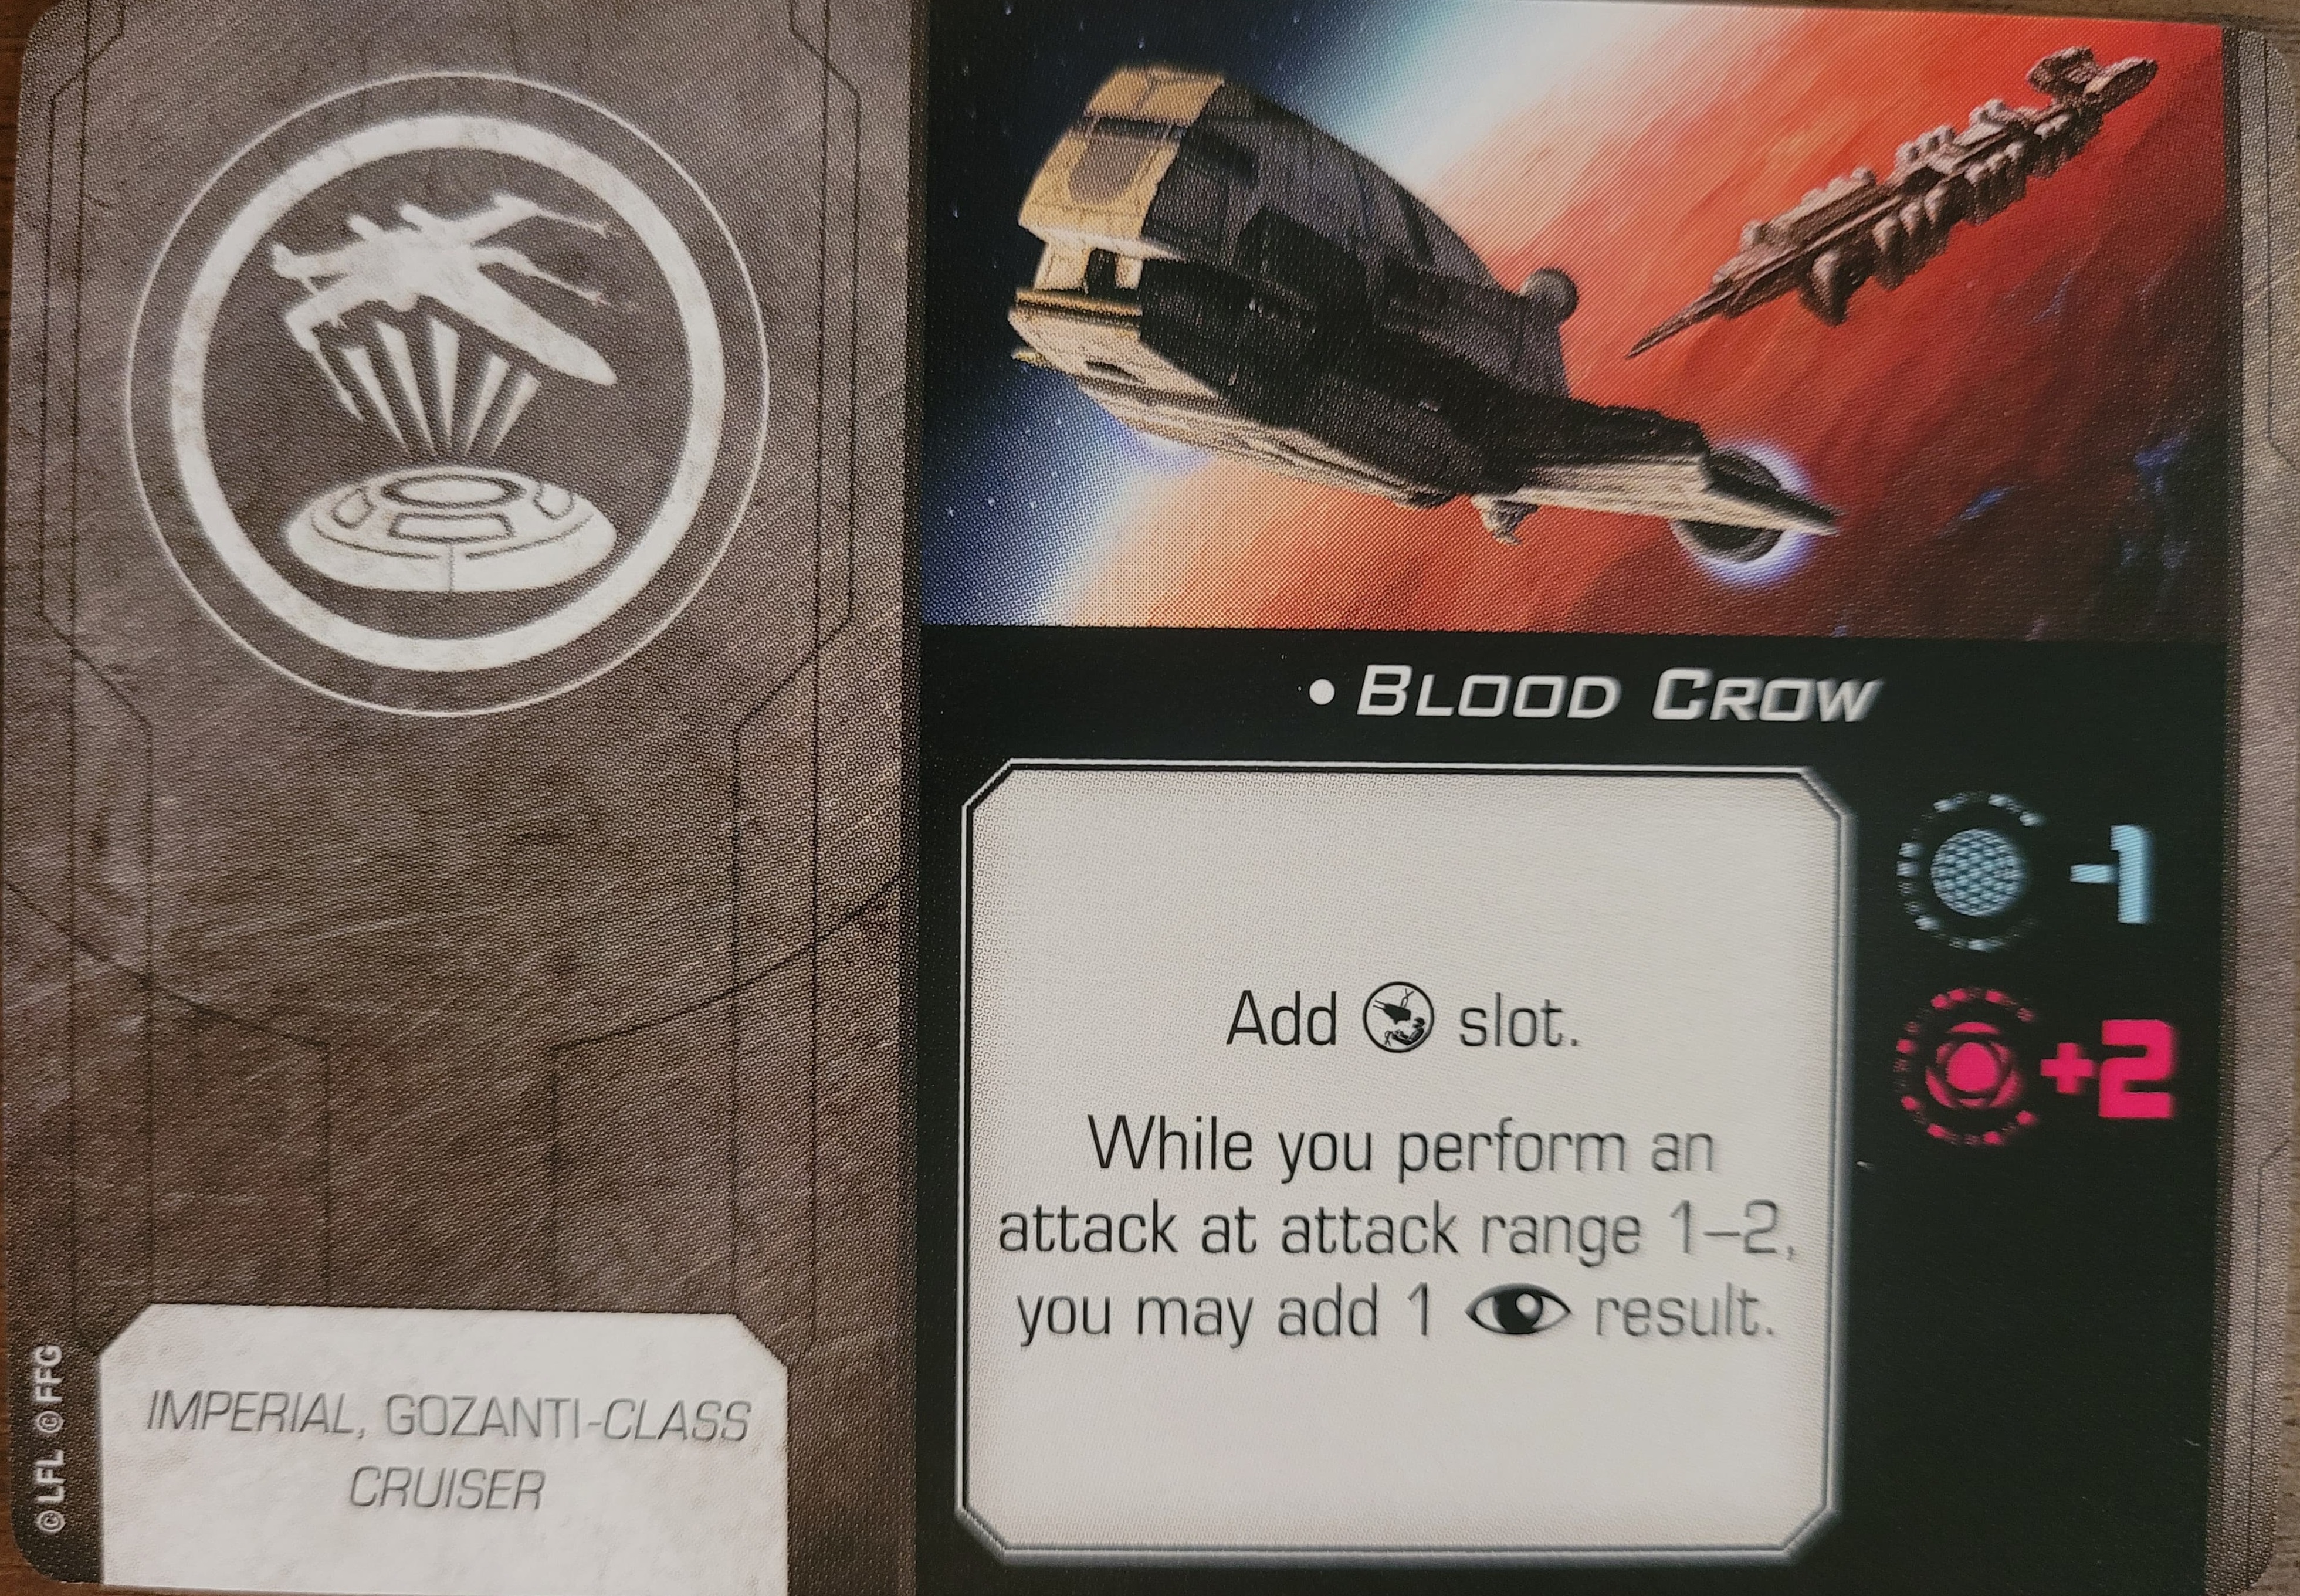 • BLOOD CROW
-1
+2
Add slot.
While you perform an
attack at attack range 1–2,
you may add 1 result.
IMPERIAL, GOZANTI-CLASS
CRUISER
© LFL © FFG